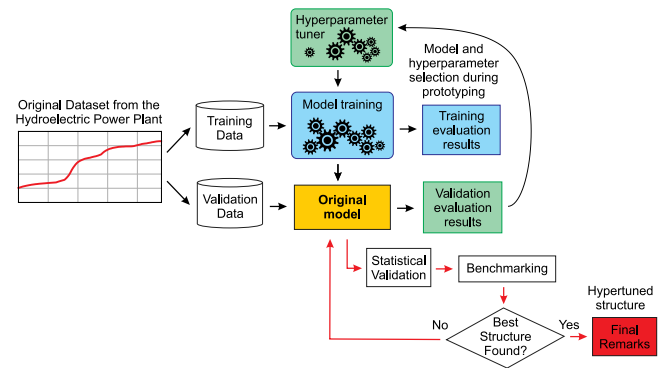 Hyperparameter
tuner
Model and
hyperparameter
selection during
prototyping
Original Dataset from the
Hydroelectric Power Plant
Training
Data
Model training
Training
evaluation
results
Validation
Data
Original
model
Validation
evaluation
results
Statistical
Validation
Benchmarking
Hypertuned
structure
No
Best
Structure
Found?
Yes
Final
Remarks